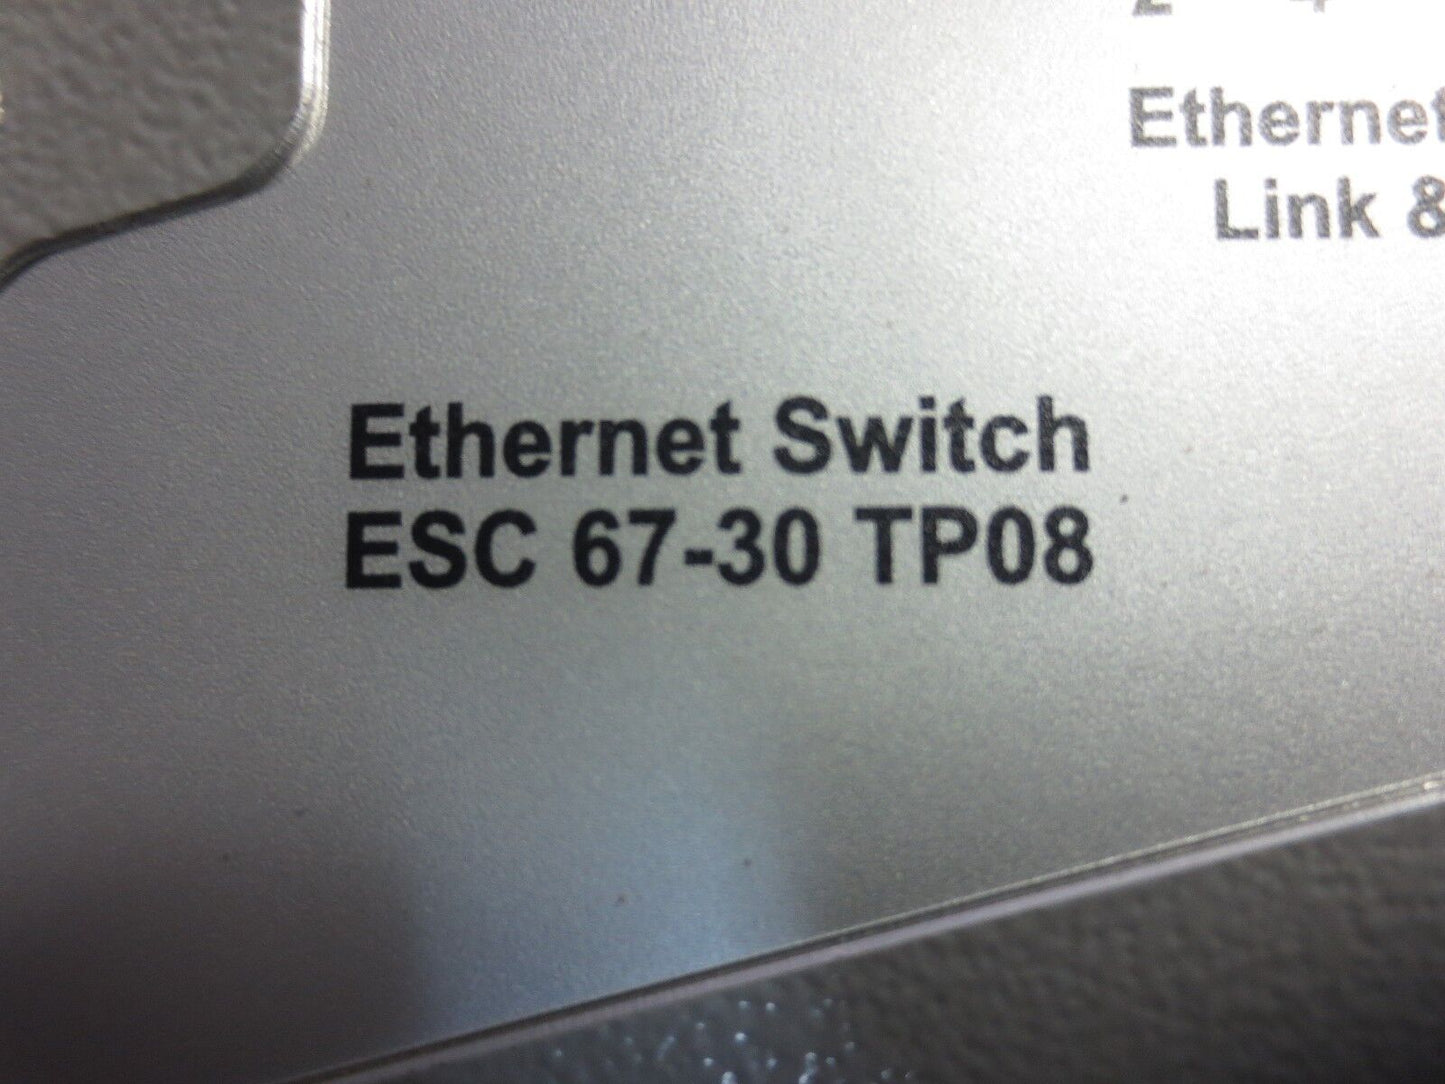 Ethernet
Link &
Ethernet Switch
ESC 67-30 TP08